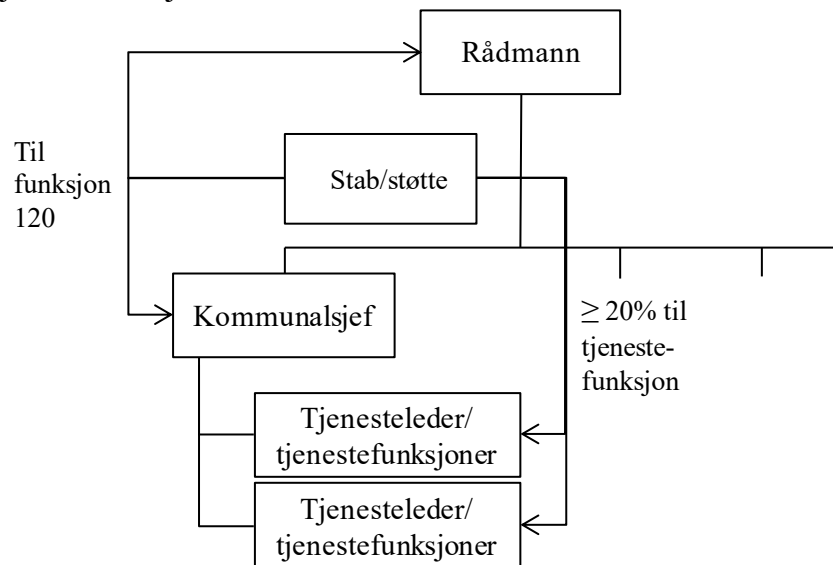 Rådmann
Til
funksjon
120
Stab/støtte
Kommunalsjef
≥ 20% til
tjeneste-
funksjon
Tjenesteleder/
tjenestefunksjoner
Tjenesteleder/
tjenestefunksjoner